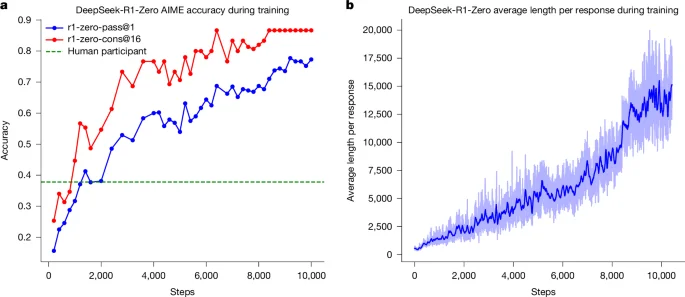 a
DeepSeek-R1-Zero AIME accuracy during training
0.9
0.8
0.7
0.6
0.5
0.4
0.3
0.2
Accuracy
r1-zero-pass@1
r1-zero-cons@16
Human participant
0
2,000
4,000
6,000
8,000
10,000
Steps
b
DeepSeek-R1-Zero average length per response during training
20,000
17,500
15,000
12,500
10,000
7,500
5,000
2,500
0
Average length per response
0
2,000
4,000
6,000
8,000
10,000
Steps